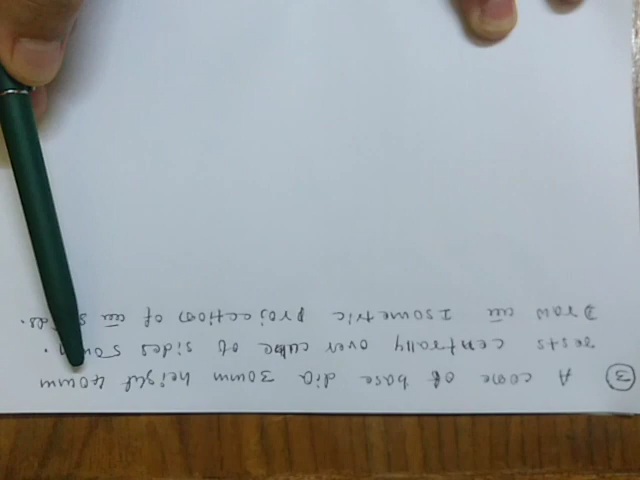 ③ A cone of base dia 30mm height 40mm
rests centrally over cube of sides 50mm.
Draw the Isometric projection of the